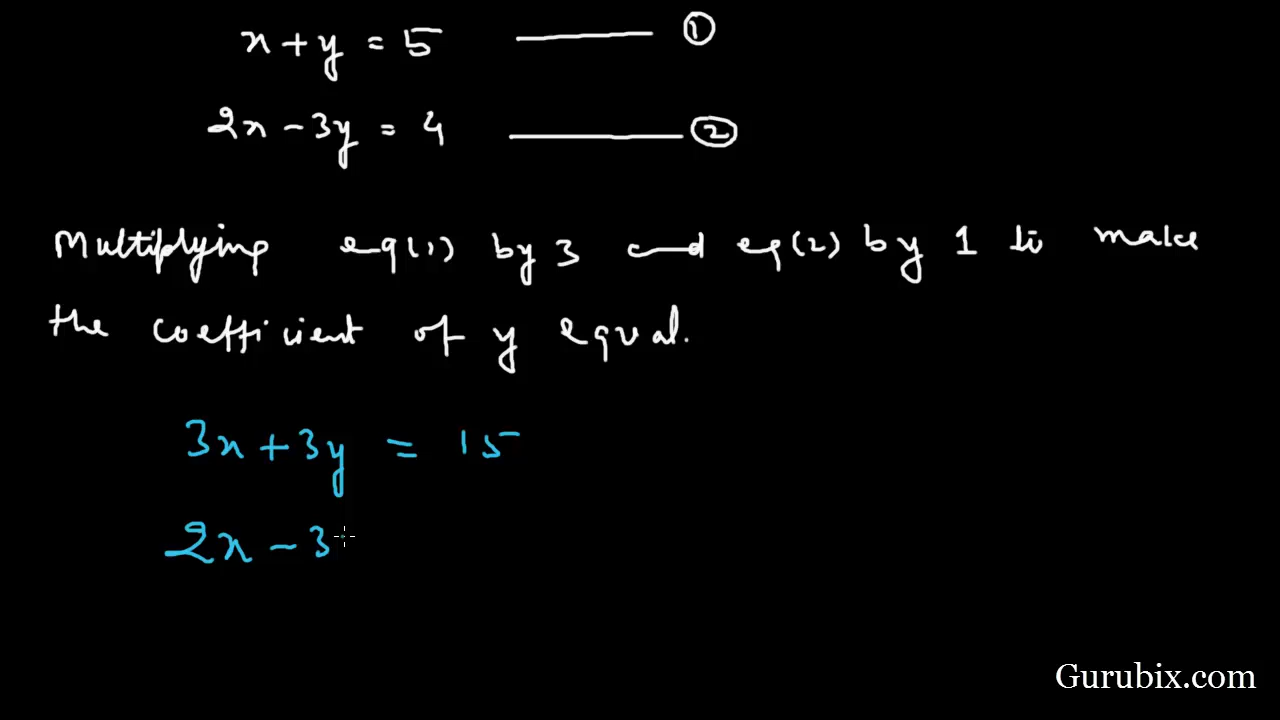 x + y = 5 ——— ①
2x - 3y = 4 ——— ②
Multiplying eq(1) by 3 and eq(2) by 1 to make
the coefficient of y equal.
3x + 3y = 15
2x - 3
Gurubix.com